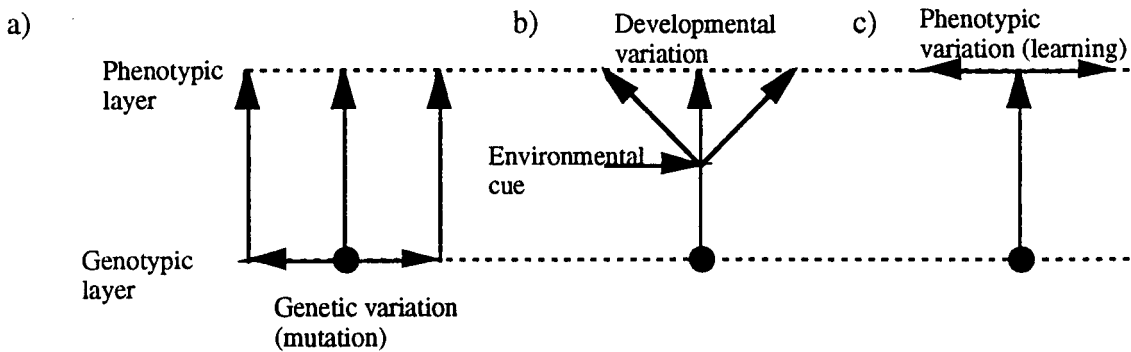 a)
Phenotypic
layer
Genotypic
layer
Genetic variation
(mutation)
b)
Developmental
variation
Environmental
cue
c)
Phenotypic
variation (learning)